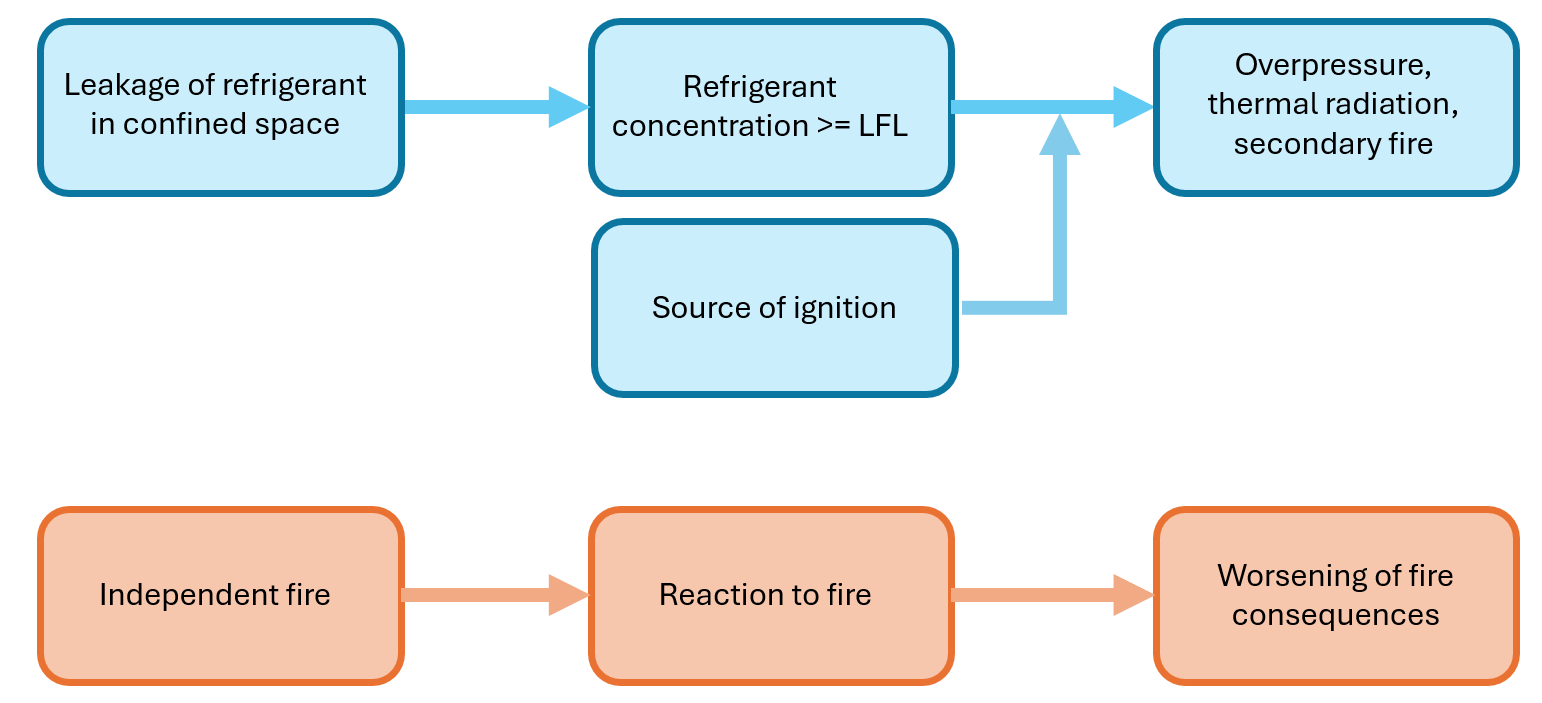 Leakage of refrigerant
in confined space
Refrigerant
concentration >= LFL
Overpressure,
thermal radiation,
secondary fire
Source of ignition
Independent fire
Reaction to fire
Worsening of fire
consequences